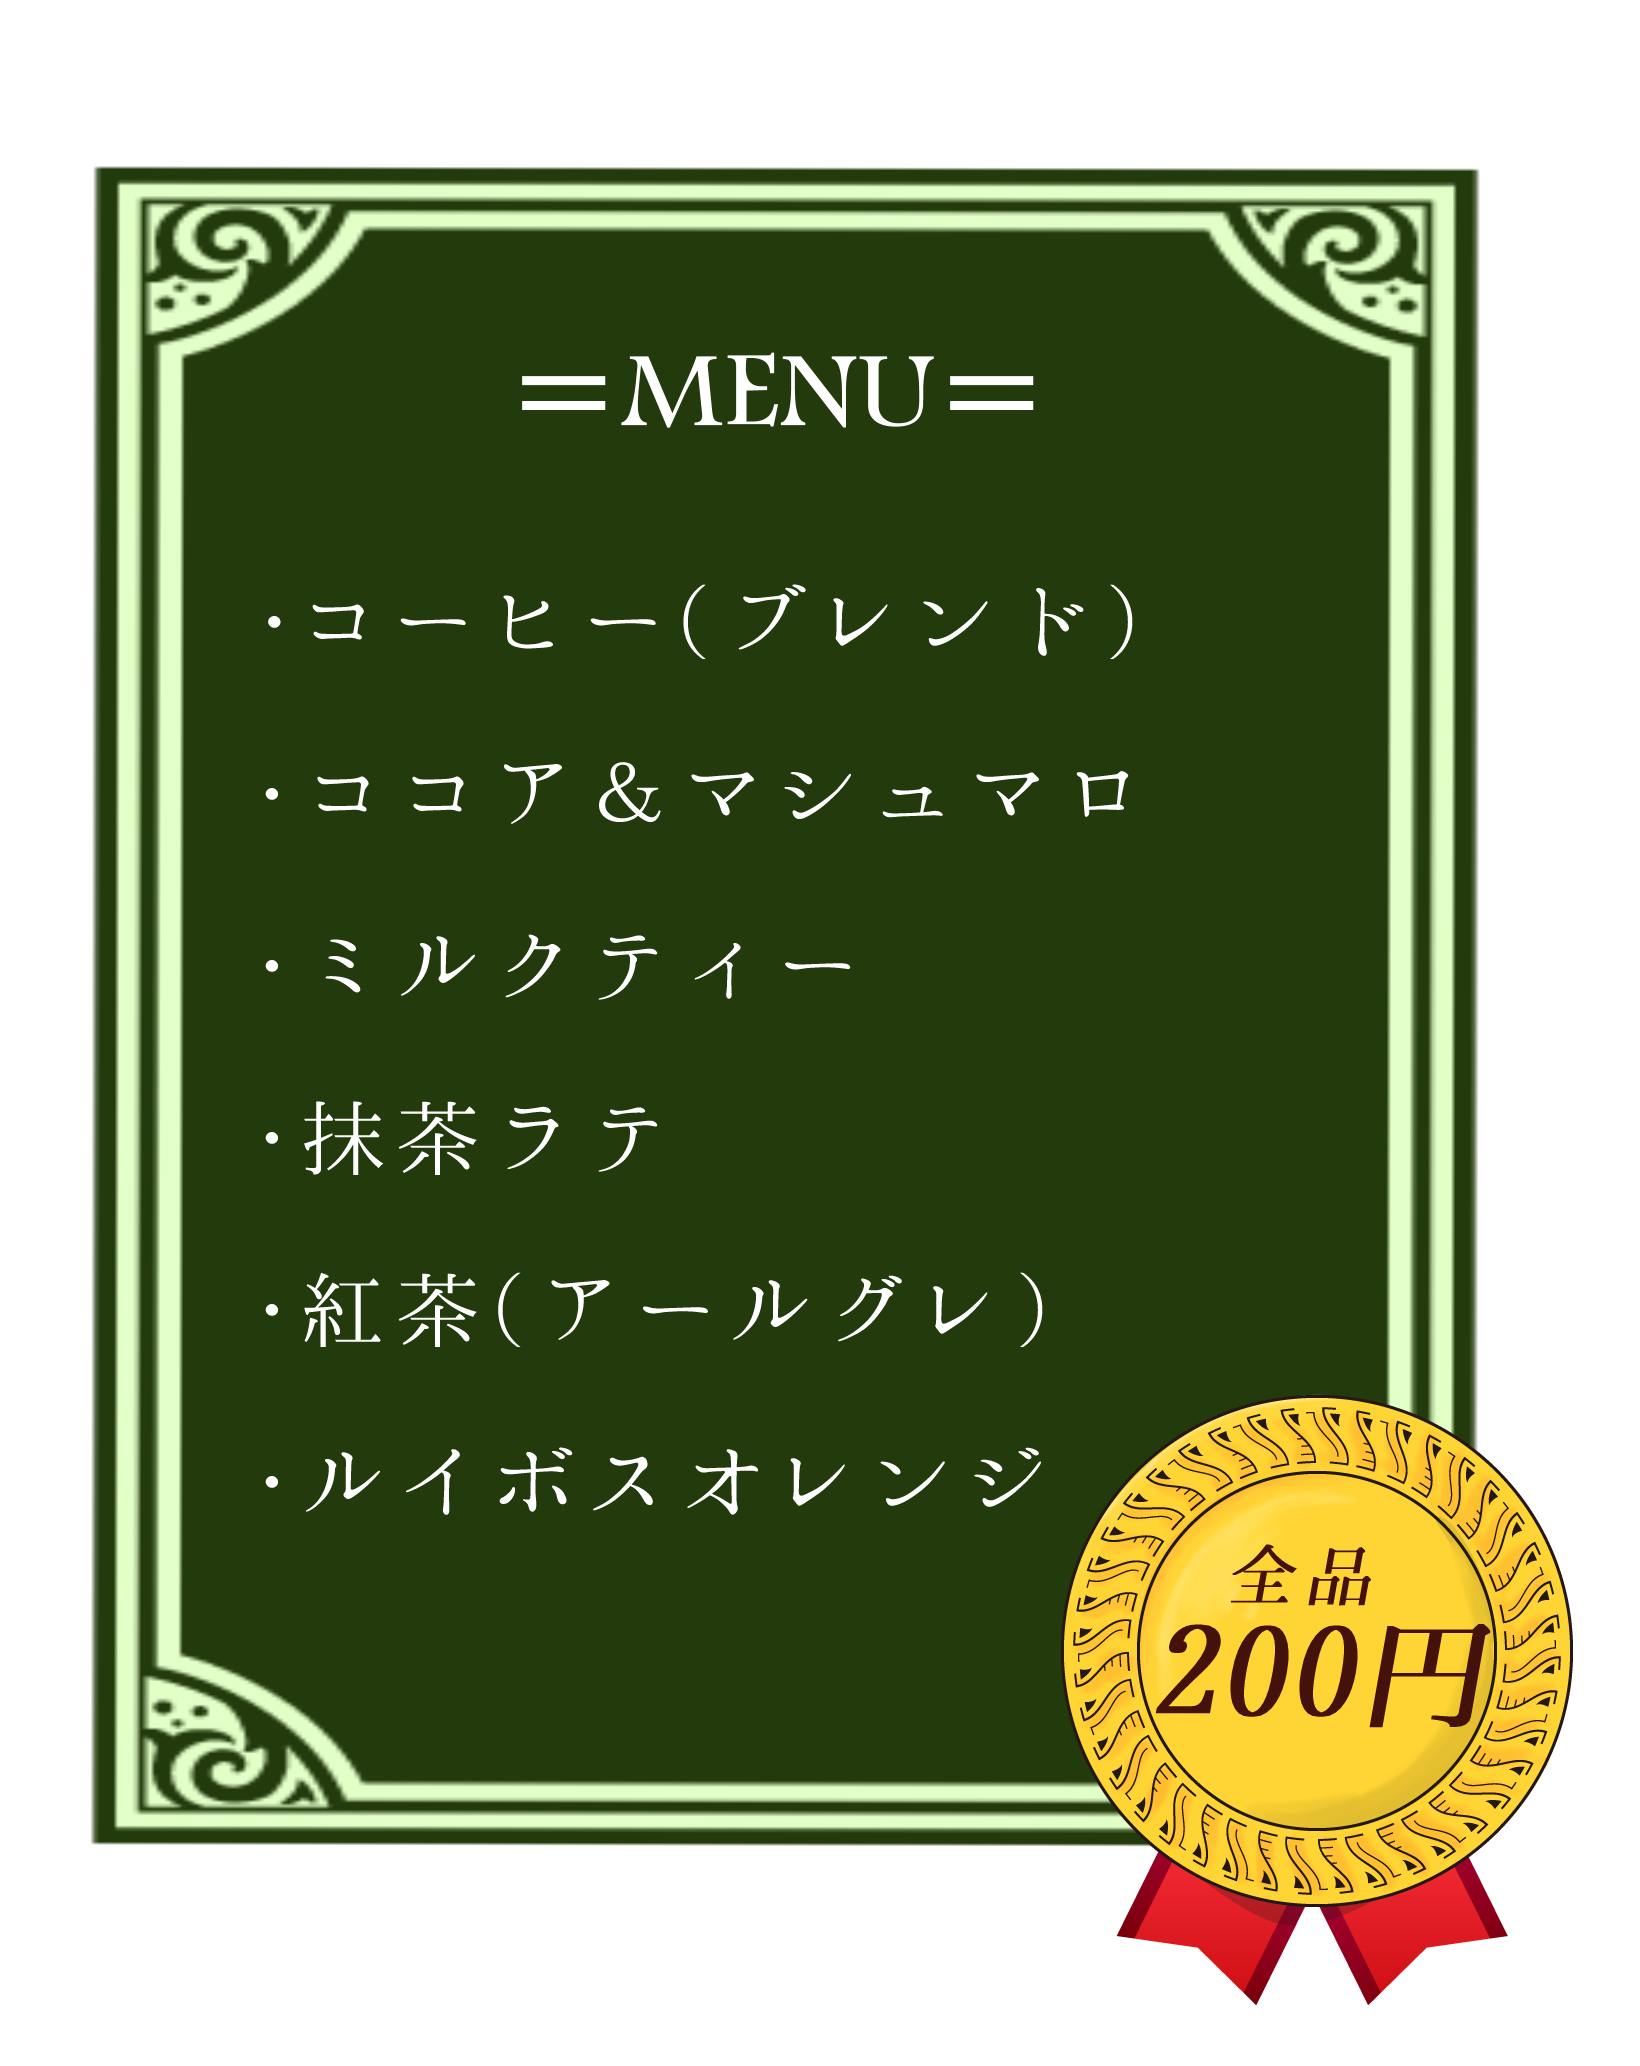 =MENU=
・コーヒー(ブレンド)
・ココア&マシュマロ
・ミルクティー
・抹茶ラテ
・紅茶(アールグレ)
・ルイボスオレンジ
全品
200円